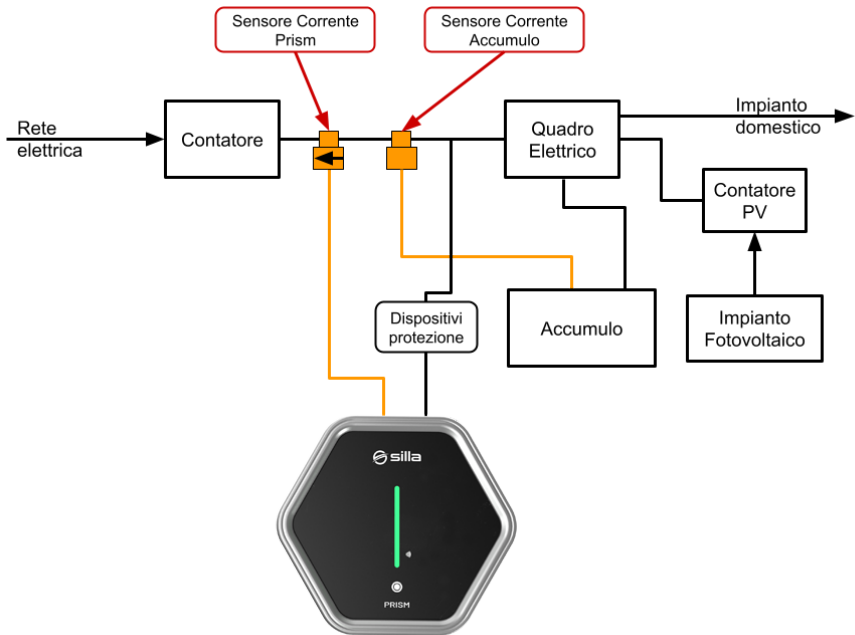 Sensore Corrente
Prism
Sensore Corrente
Accumulo
Rete
elettrica
Contatore
Quadro
Elettrico
Impianto
domestico
Contatore
PV
Dispositivi
protezione
Accumulo
Impianto
Fotovoltaico
silla
PRISM